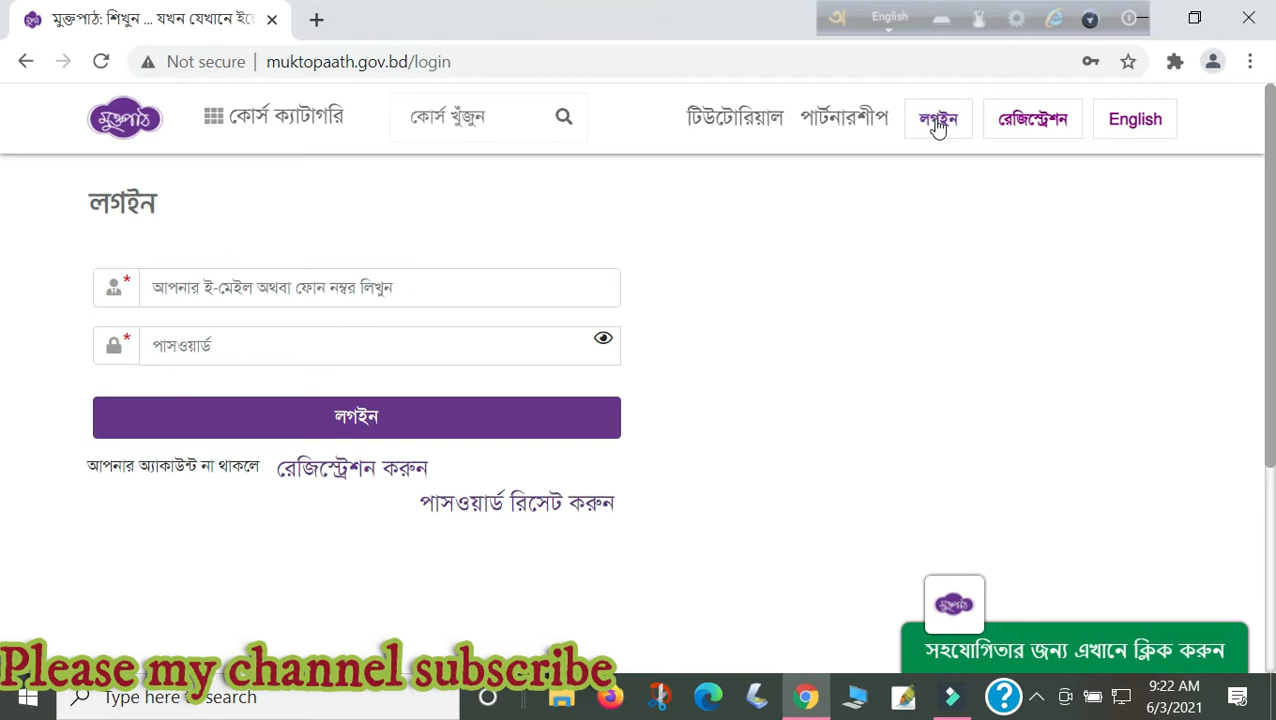 মুক্তপাঠ: শিখুন ... যখন যেখানে ইচ্ছে
English
Not secure
muktopaath.gov.bd/login
মুক্তপাঠ
কোর্স ক্যাটাগরি
কোর্স খুঁজুন
টিউটোরিয়াল
পার্টনারশীপ
লগইন
রেজিস্ট্রেশন
English
লগইন
* আপনার ই-মেইল অথবা ফোন নম্বর লিখুন
* পাসওয়ার্ড
লগইন
আপনার অ্যাকাউন্ট না থাকলে রেজিস্ট্রেশন করুন
পাসওয়ার্ড রিসেট করুন
মুক্তপাঠ
সহযোগিতার জন্য এখানে ক্লিক করুন
Please my channel subscribe
Type here to search
9:22 AM
6/3/2021